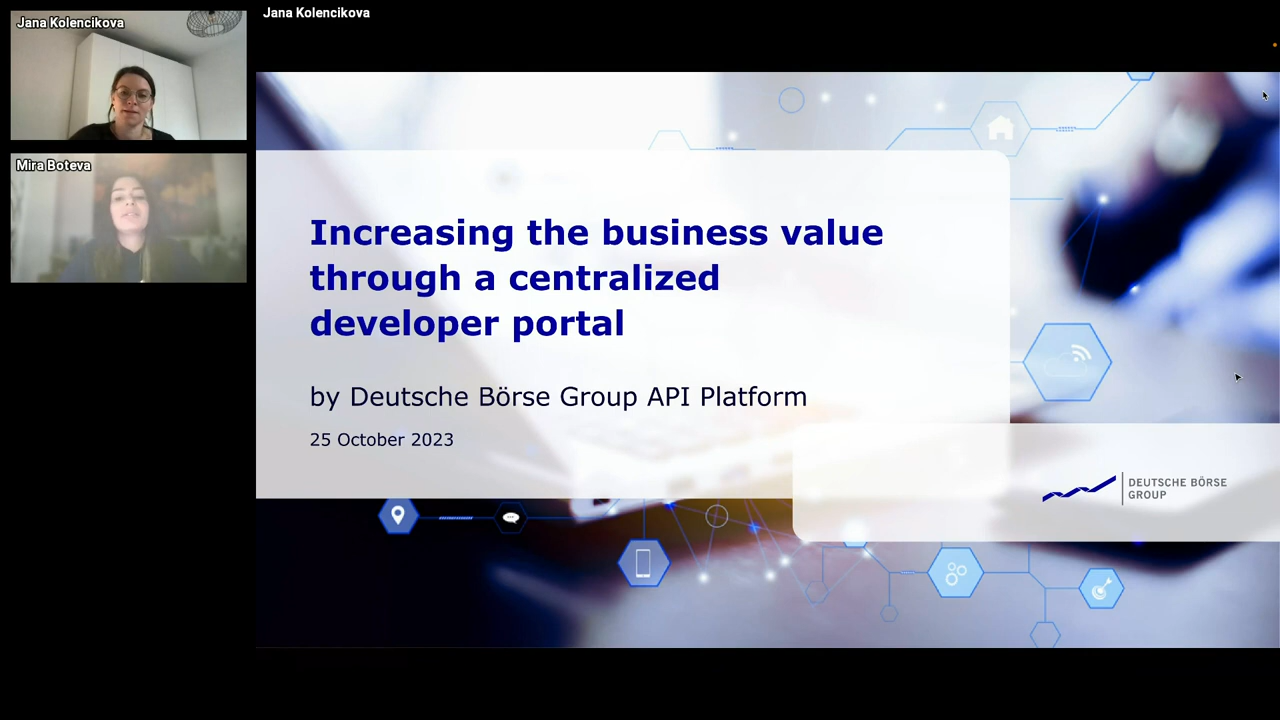 Jana Kolencikova
Mira Boteva
Jana Kolencikova
Increasing the business value
through a centralized
developer portal
by Deutsche Börse Group API Platform
25 October 2023
DEUTSCHE BÖRSE
GROUP